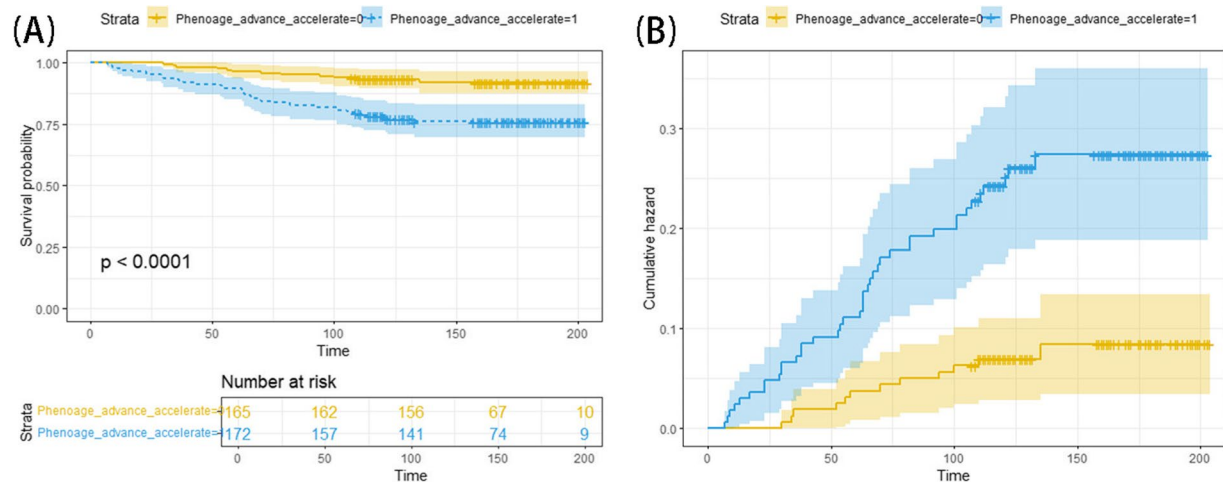 (A)
Strata Phenoage_advance_accelerate=0 Phenoage_advance_accelerate=1
1.00
0.75
0.50
0.25
0.00
Survival probability
p < 0.0001
0 50 100 150 200
Time
Number at risk
Strata
Phenoage_advance_accelerate=0 165 162 156 67 10
Phenoage_advance_accelerate=1 172 157 141 74 9
0 50 100 150 200
Time
(B)
Strata Phenoage_advance_accelerate=0 Phenoage_advance_accelerate=1
0.3
0.2
0.1
0.0
Cumulative hazard
0 50 100 150 200
Time